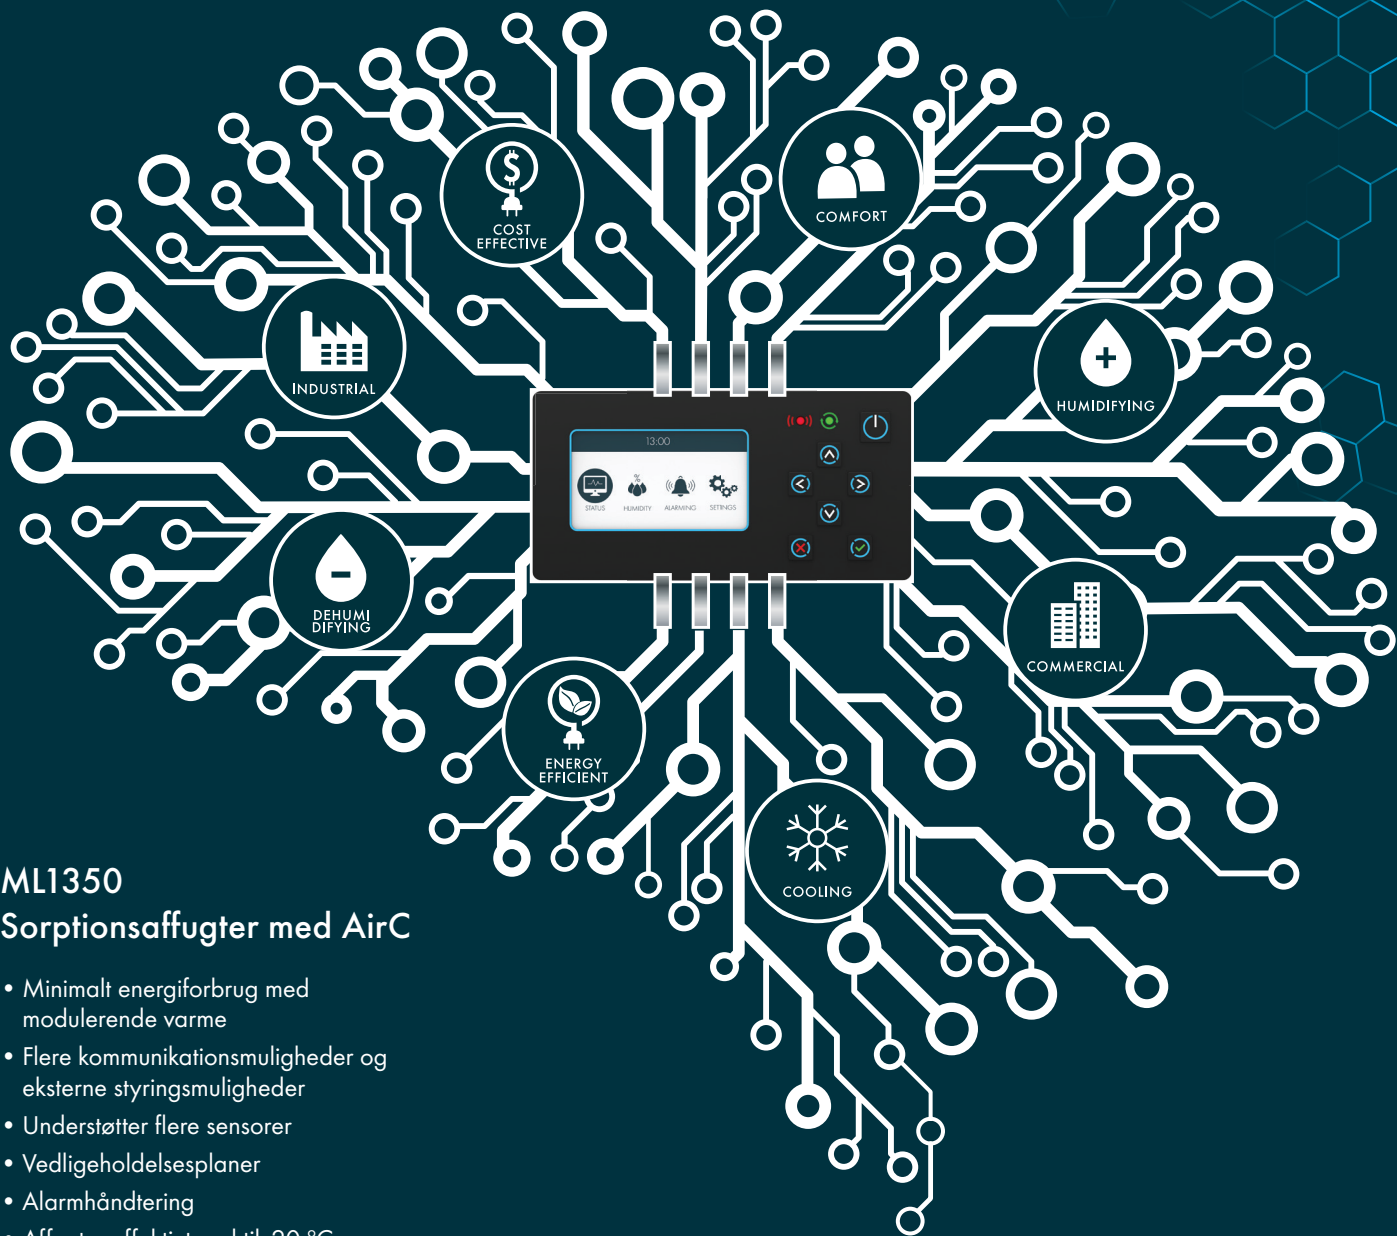 COST
EFFECTIVE
COMFORT
INDUSTRIAL
HUMIDIFYING
13:00
STATUS
HUMIDITY
ALARMING
SETTINGS
DEHUMI
DIFYING
COMMERCIAL
ENERGY
EFFICIENT
COOLING
ML1350
Sorptionsaffugter med AirC
• Minimalt energiforbrug med
modulerende varme
• Flere kommunikationsmuligheder og
eksterne styringsmuligheder
• Understøtter flere sensorer
• Vedligeholdelsesplaner
• Alarmhåndtering